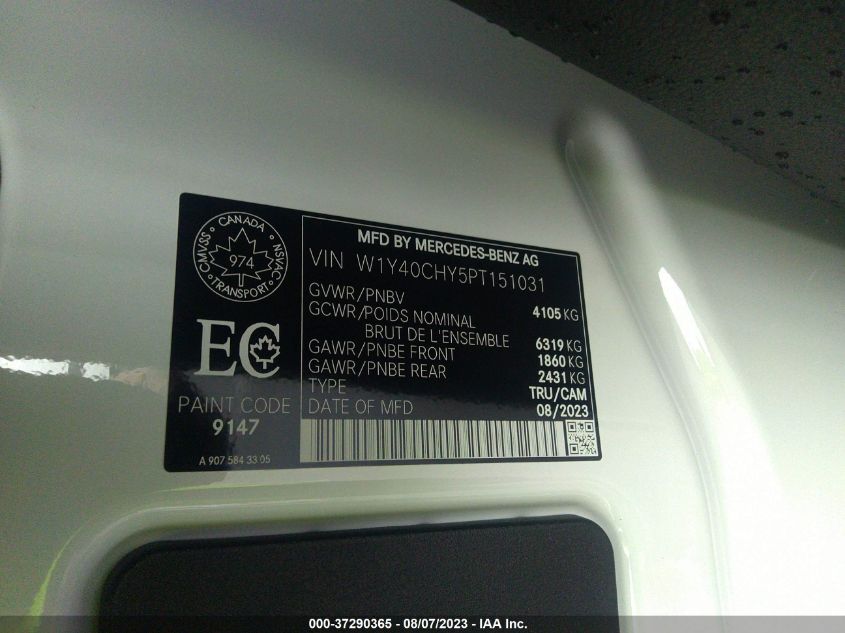 CANADA
CMVSS
NSVAC
974
TRANSPORT
EC
PAINT CODE
9147
A 907 584 33 05
MFD BY MERCEDES-BENZ AG
VIN W1Y40CHY5PT151031
GVWR/PNBV 4105 KG
GCWR/POIDS NOMINAL
BRUT DE L'ENSEMBLE 6319 KG
GAWR/PNBE FRONT 1860 KG
GAWR/PNBE REAR 2431 KG
TYPE TRU/CAM
DATE OF MFD 08/2023
000-37290365 - 08/07/2023 - IAA Inc.